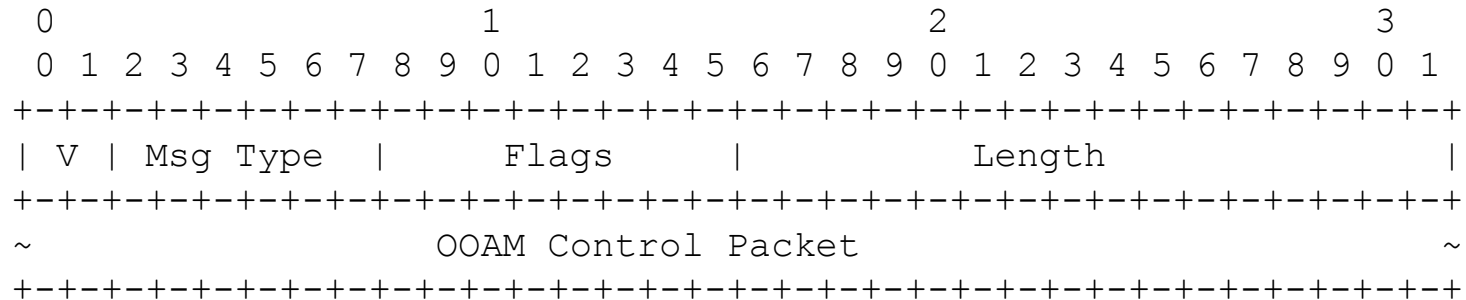 0                   1                   2                   3
 0 1 2 3 4 5 6 7 8 9 0 1 2 3 4 5 6 7 8 9 0 1 2 3 4 5 6 7 8 9 0 1
+-+-+-+-+-+-+-+-+-+-+-+-+-+-+-+-+-+-+-+-+-+-+-+-+-+-+-+-+-+-+-+-+
| V | Msg Type  |     Flags     |          Length               |
+-+-+-+-+-+-+-+-+-+-+-+-+-+-+-+-+-+-+-+-+-+-+-+-+-+-+-+-+-+-+-+-+
~                  OOAM Control Packet                          ~
+-+-+-+-+-+-+-+-+-+-+-+-+-+-+-+-+-+-+-+-+-+-+-+-+-+-+-+-+-+-+-+-+